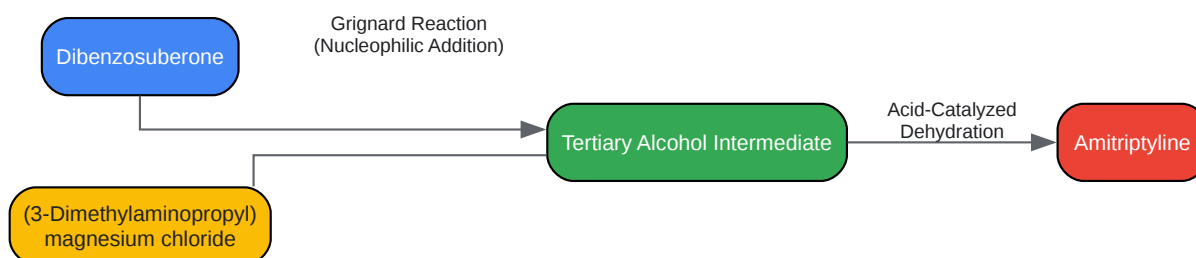 Grignard Reaction
(Nucleophilic Addition)
Dibenzosuberone
Acid-Catalyzed
Dehydration
Tertiary Alcohol Intermediate
Amitriptyline
(3-Dimethylaminopropyl)
magnesium chloride